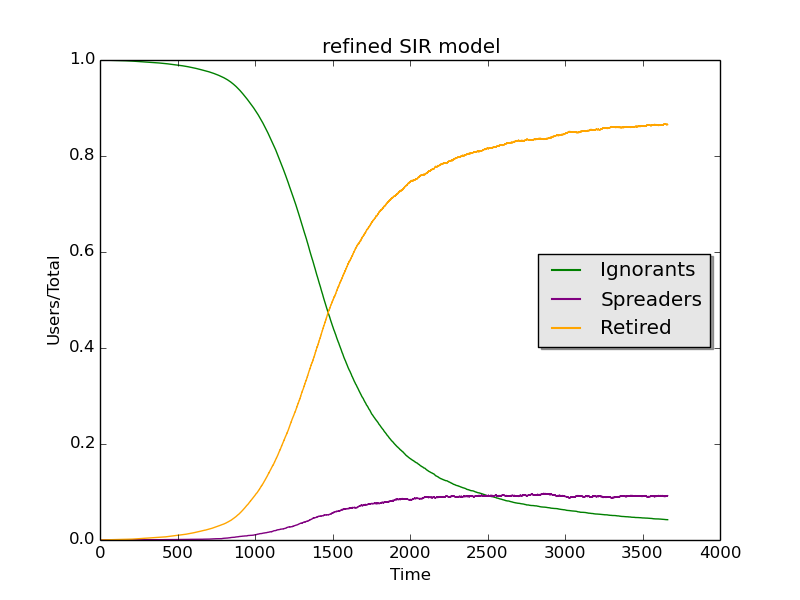 refined SIR model
1.0
0.8
0.6
0.4
0.2
0.0
Users/Total
Ignorants
Spreaders
Retired
0 500 1000 1500 2000 2500 3000 3500 4000
Time